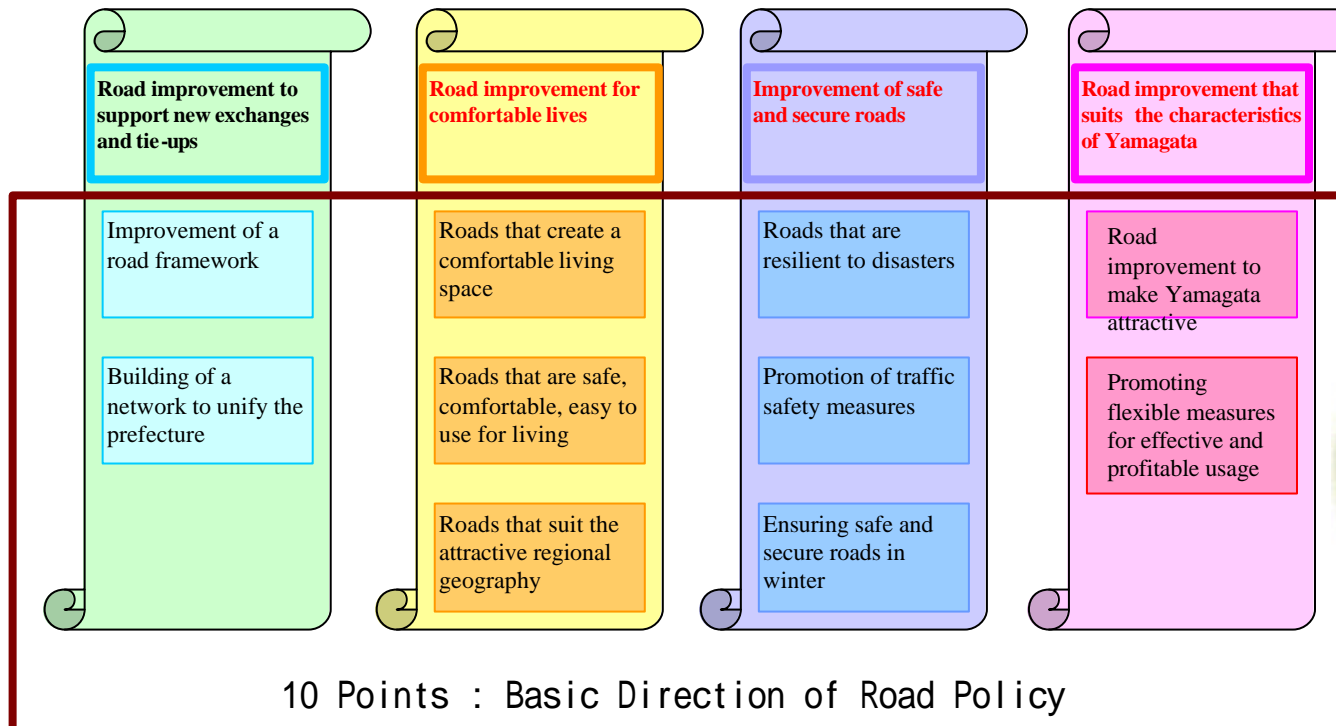 Road improvement to
support new exchanges
and tie-ups
Improvement of a
road framework
Building of a
network to unify the
prefecture
Road improvement for
comfortable lives
Roads that create a
comfortable living
space
Roads that are safe,
comfortable, easy to
use for living
Roads that suit the
attractive regional
geography
Improvement of safe
and secure roads
Roads that are
resilient to disasters
Promotion of traffic
safety measures
Ensuring safe and
secure roads in
winter
Road improvement that
suits the characteristics
of Yamagata
Road
improvement to
make Yamagata
attractive
Promoting
flexible measures
for effective and
profitable usage
10 Points : Basic Direction of Road Policy